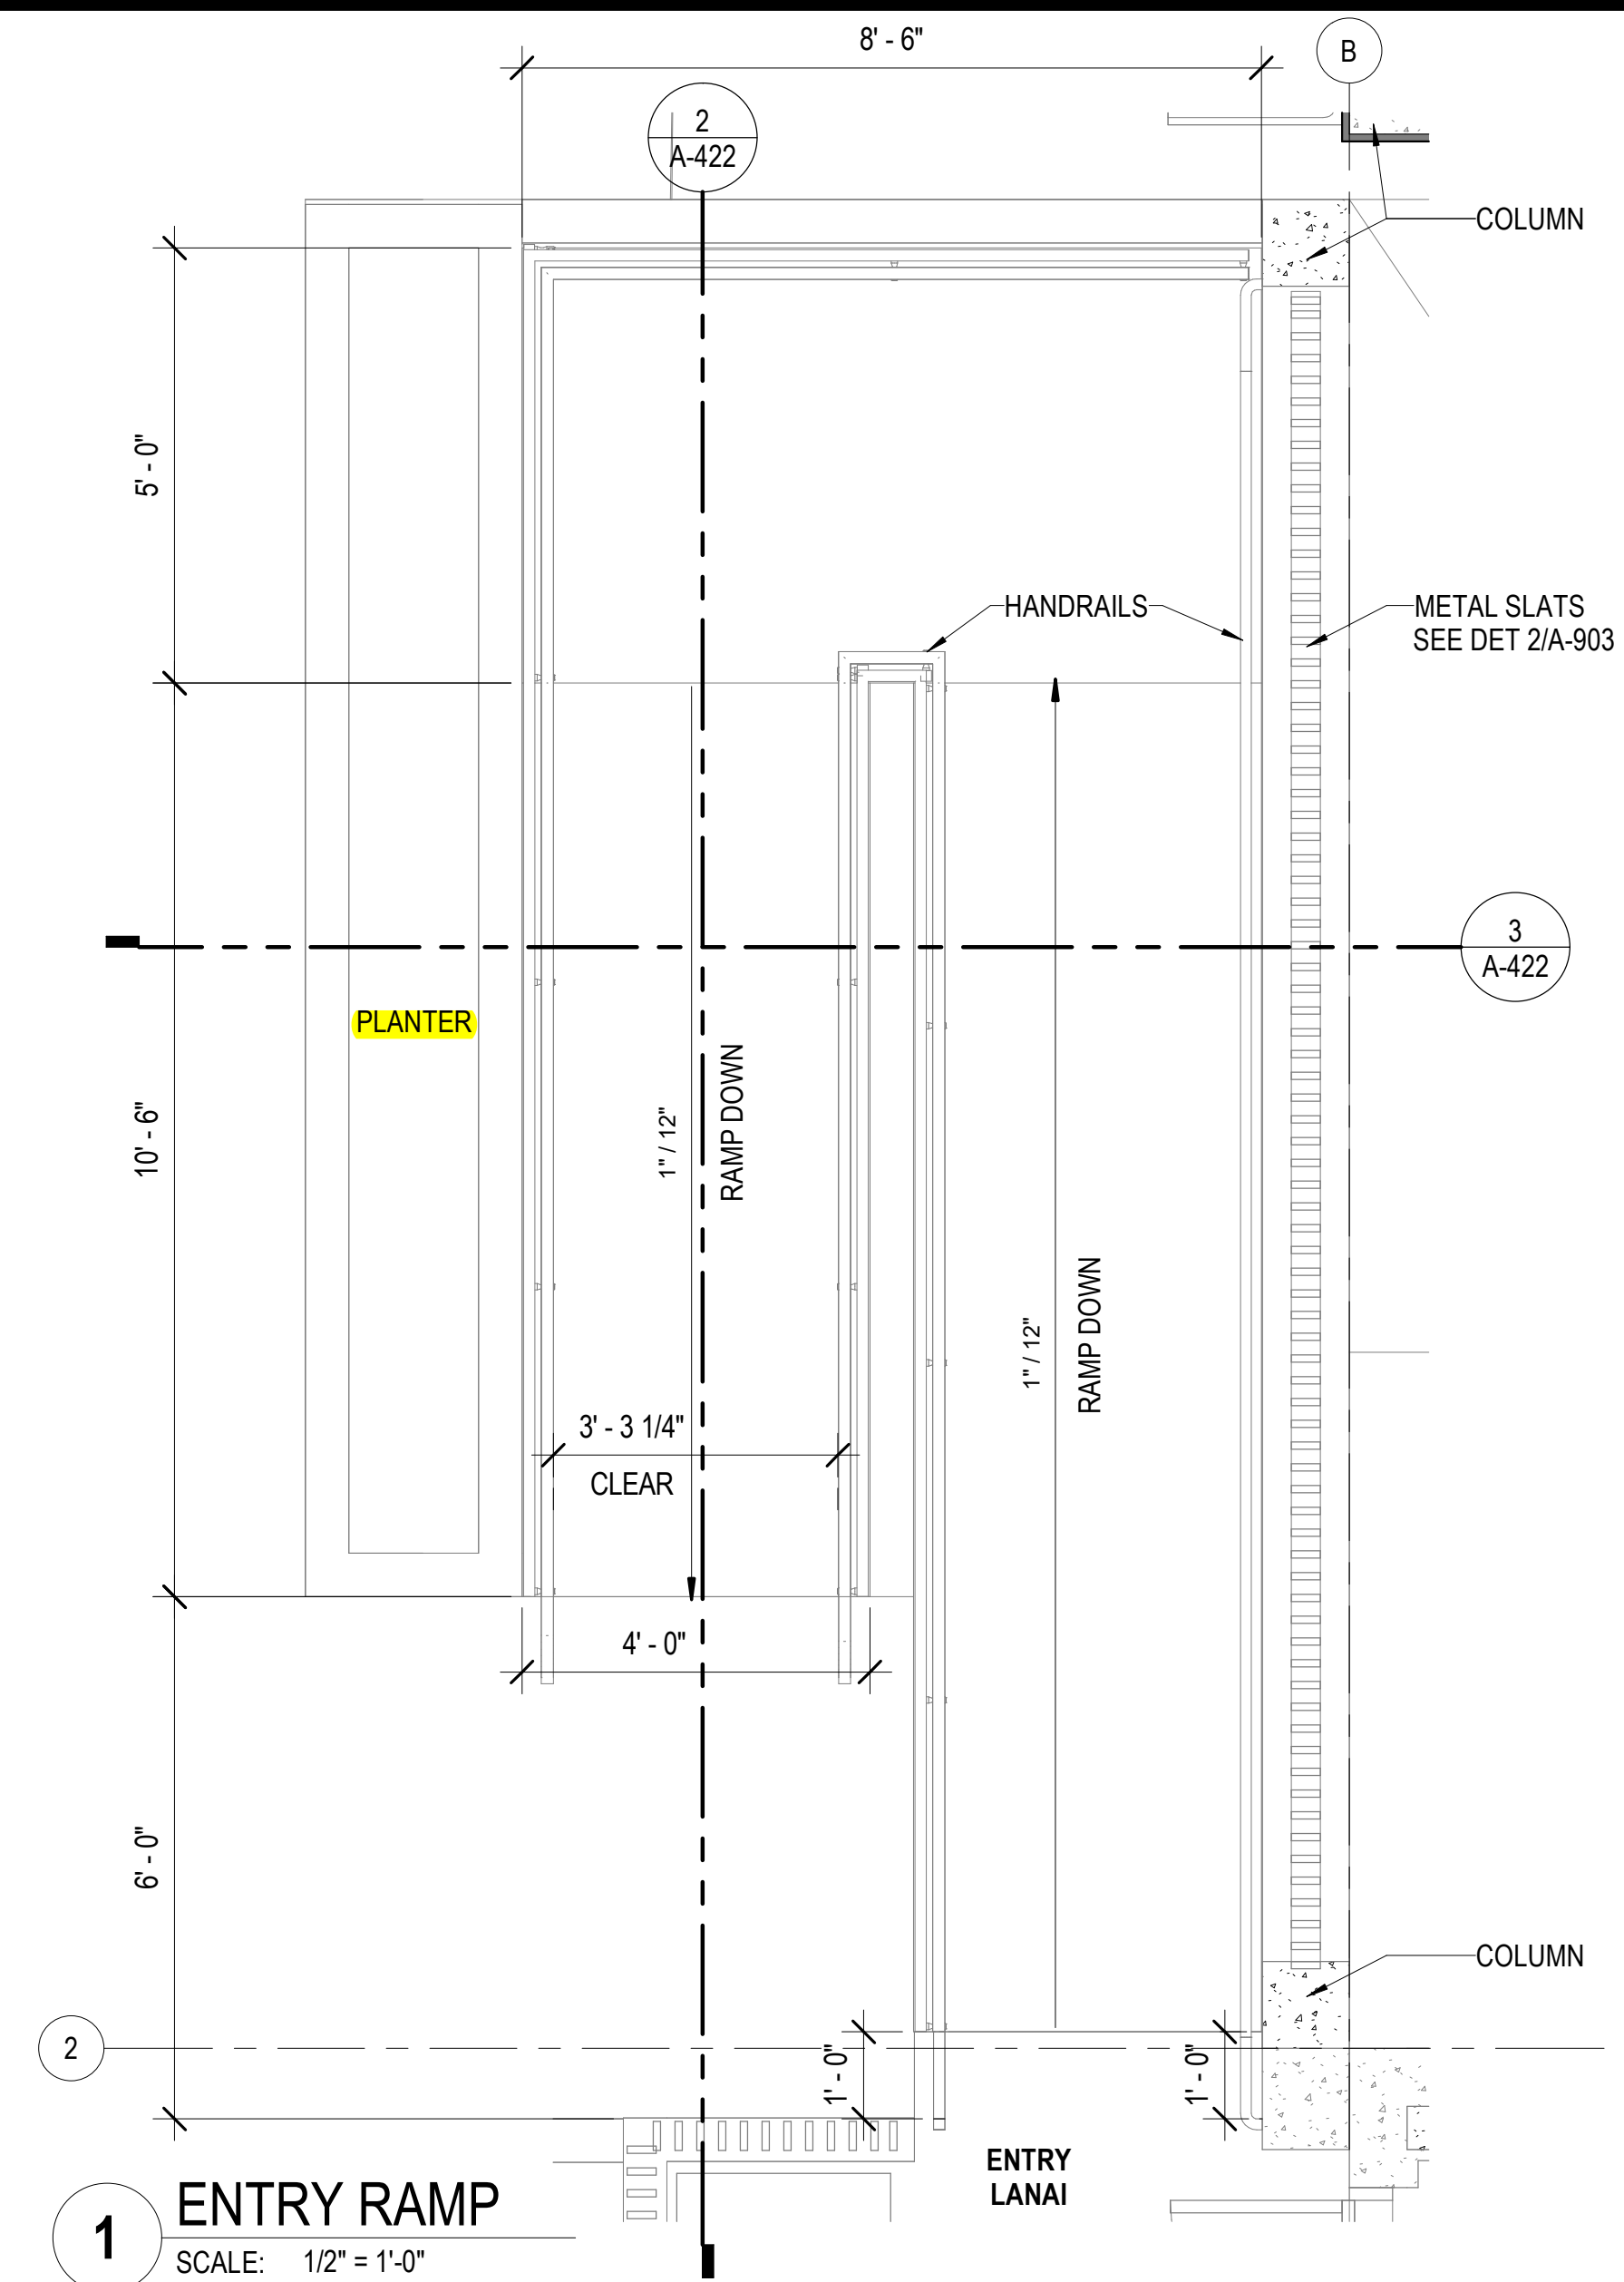 8' - 6"
B
2
A-422
COLUMN
5' - 0"
HANDRAILS
METAL SLATS
SEE DET 2/A-903
3
A-422
PLANTER
10' - 6"
1" / 12"
RAMP DOWN
1" / 12"
RAMP DOWN
3' - 3 1/4"
CLEAR
4' - 0"
6' - 0"
COLUMN
2
1' - 0"
1' - 0"
ENTRY
LANAI
1
ENTRY RAMP
SCALE: 1/2" = 1'-0"